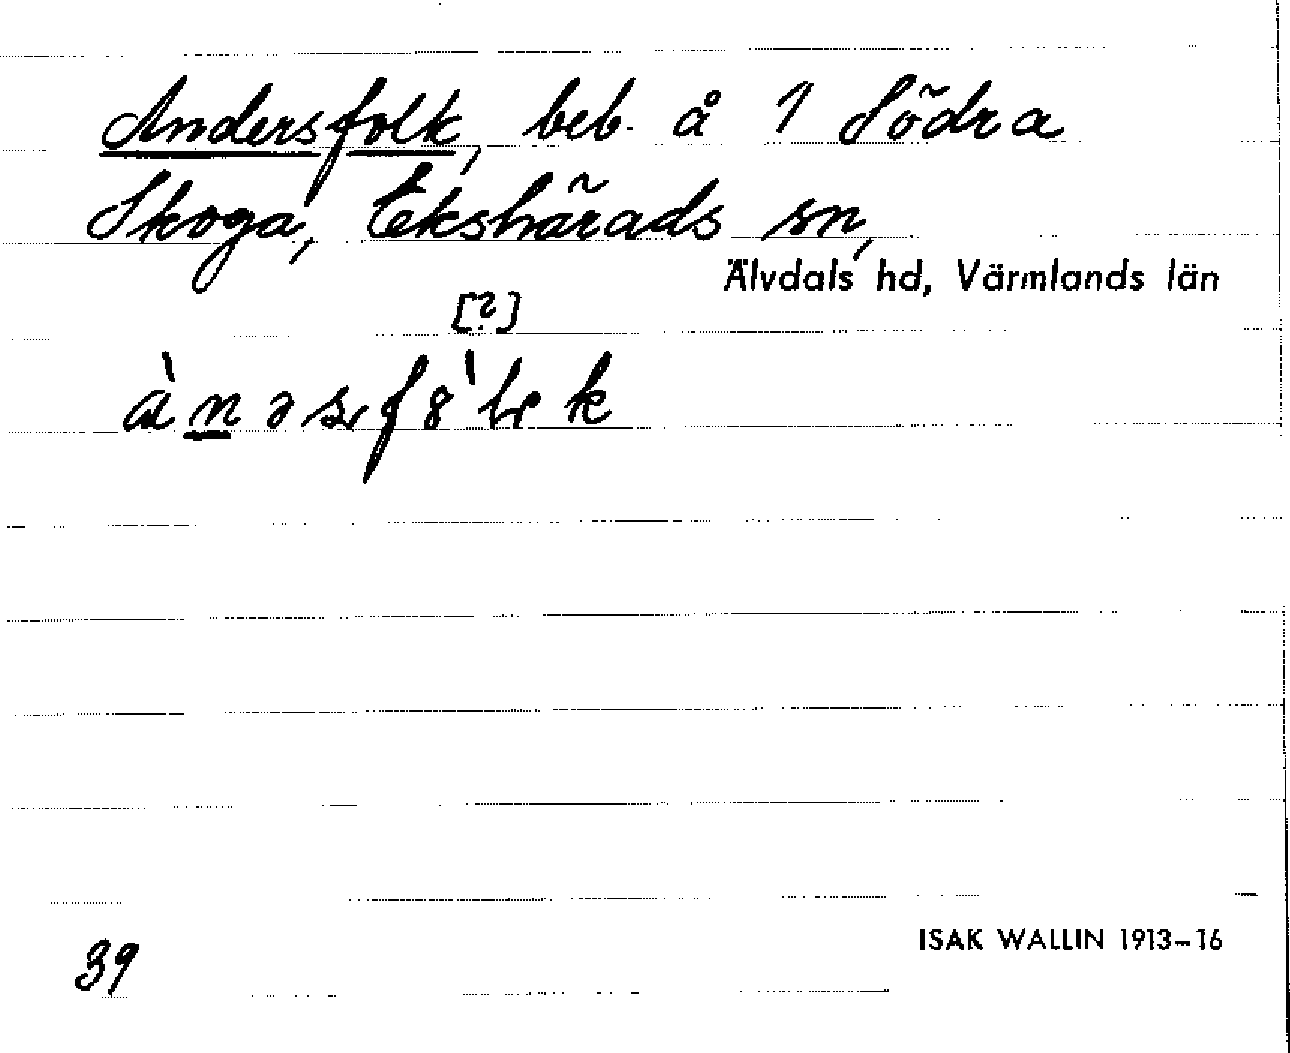 Andersfolk, beb. å 1 Södra
Skoga, Ekshärads sn,
Älvdals hd, Värmlands län
[?]
39
ISAK WALLIN 1913–16